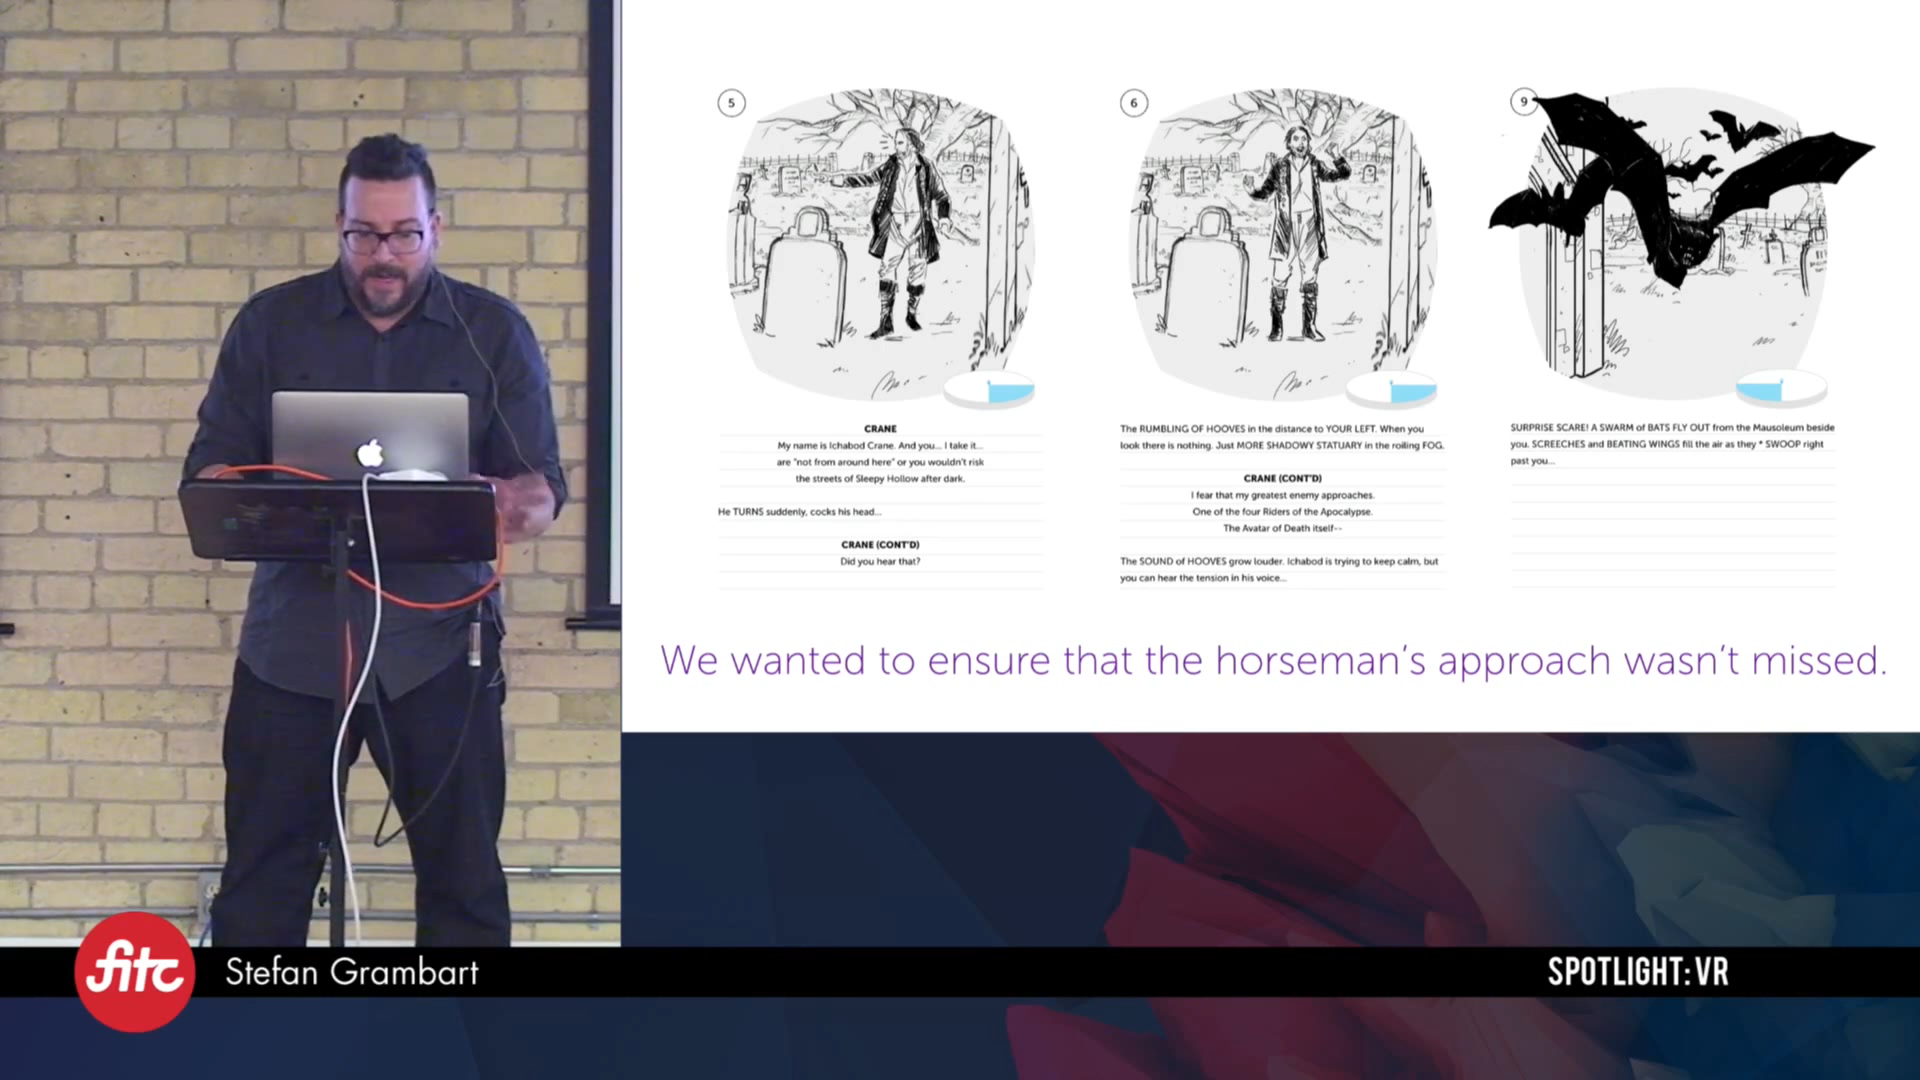 5
CRANE
My name is Ichabod Crane. And you... I take it...
are "not from around here" or you wouldn't risk
the streets of Sleepy Hollow after dark.
He TURNS suddenly, cocks his head...
CRANE (CONT'D)
Did you hear that?
6
The RUMBLING OF HOOVES in the distance to YOUR LEFT. When you
look there is nothing. Just MORE SHADOWY STATUARY in the roiling FOG.
CRANE (CONT'D)
I fear that my greatest enemy approaches.
One of the four Riders of the Apocalypse.
The Avatar of Death itself--
The SOUND of HOOVES grow louder. Ichabod is trying to keep calm, but
you can hear the tension in his voice...
9
SURPRISE SCARE! A SWARM of BATS FLY OUT from the Mausoleum beside
you. SCREECHES and BEATING WINGS fill the air as they * SWOOP right
past you...
We wanted to ensure that the horseman's approach wasn't missed.
fitc
Stefan Grambart
SPOTLIGHT: VR